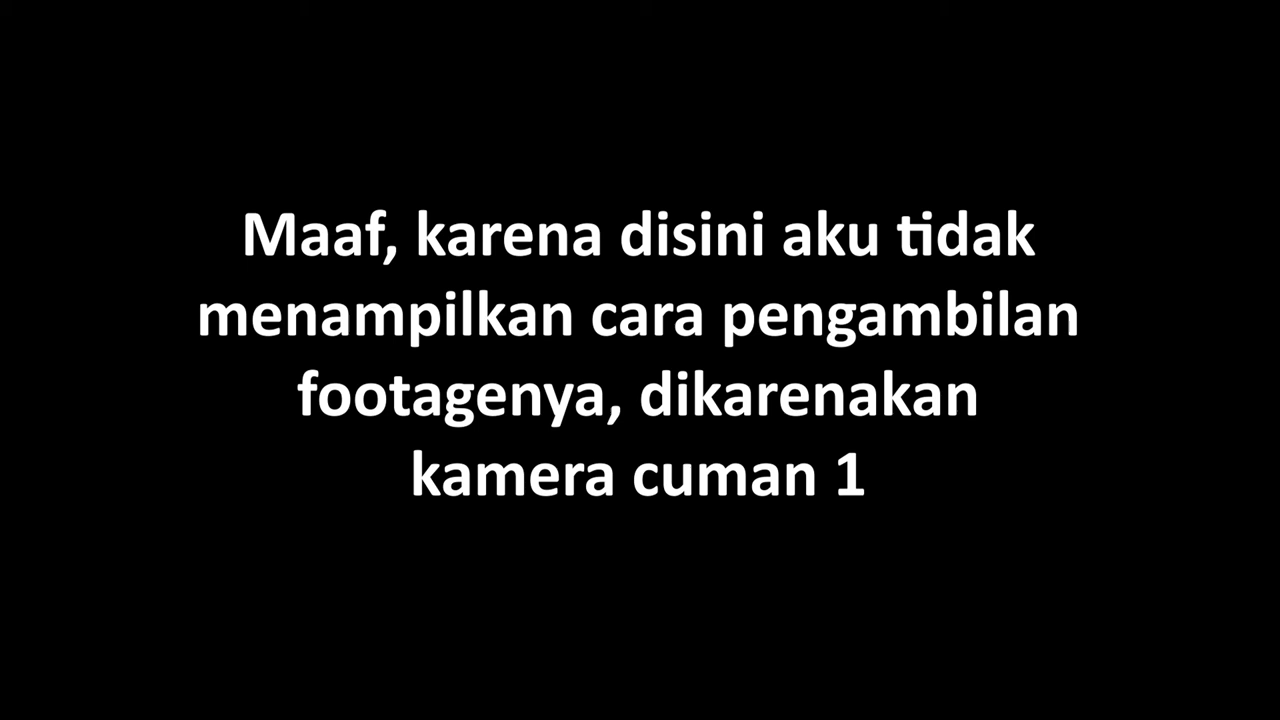 Maaf, karena disini aku tidak
menampilkan cara pengambilan
footagenya, dikarenakan
kamera cuman 1